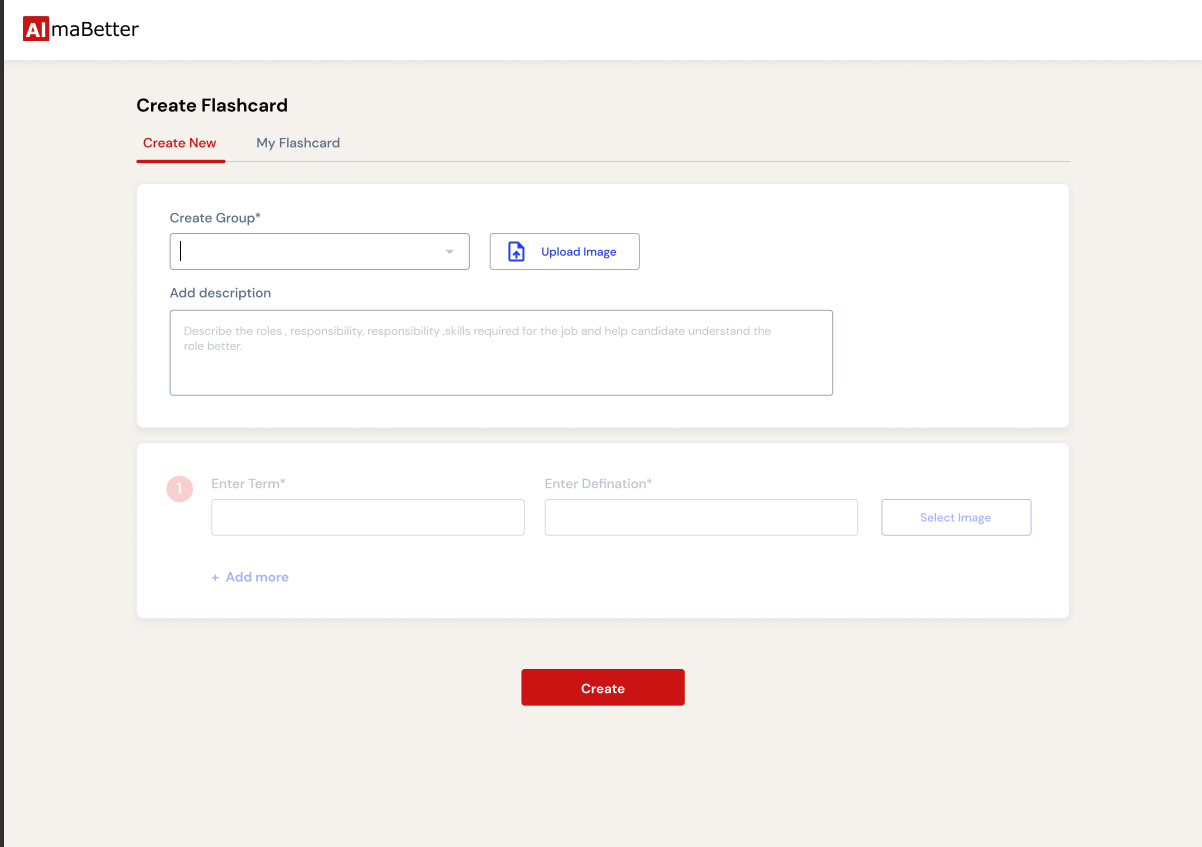 AlmaBetter
Create Flashcard
Create New
My Flashcard
Create Group*
Upload Image
Add description
Describe the roles , responsibility, responsibility ,skills required for the job and help candidate understand the
role better.
1
Enter Term*
Enter Defination*
Select Image
+ Add more
Create